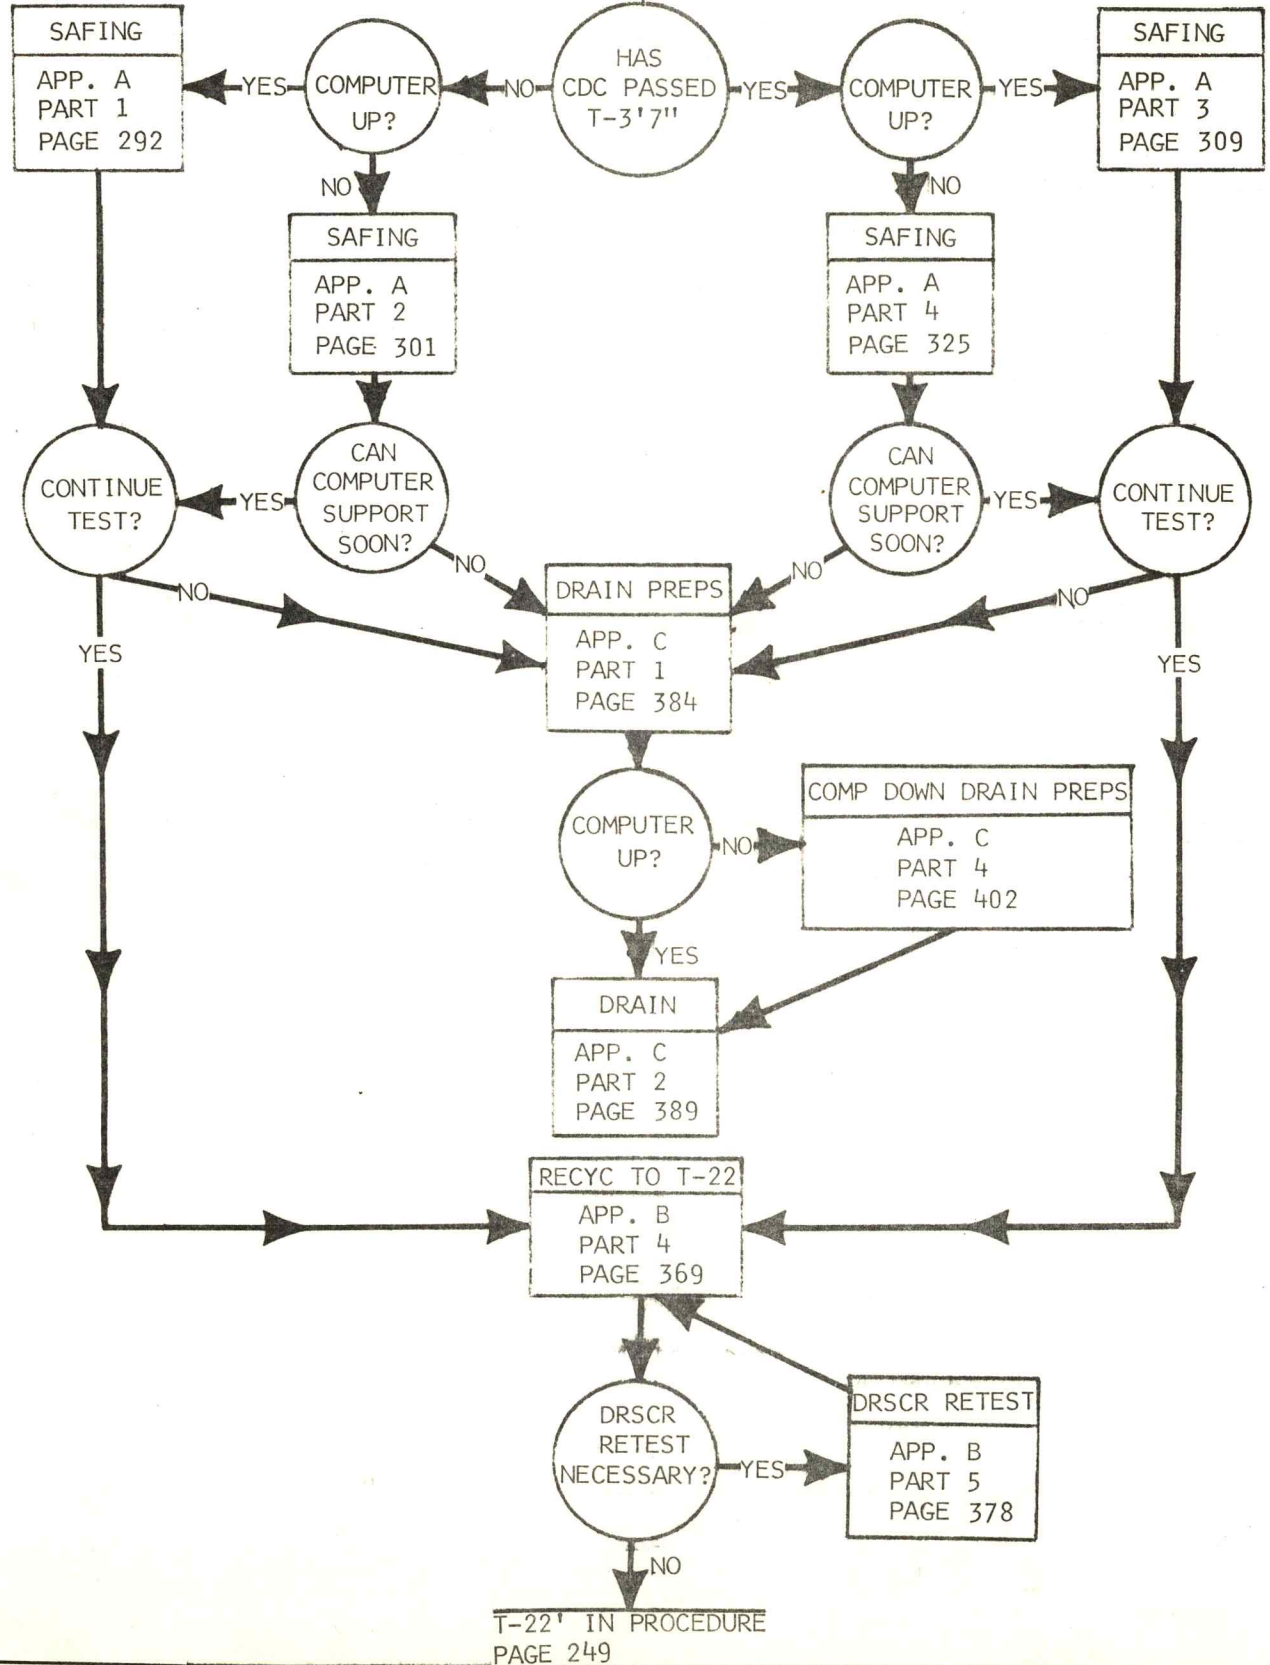 SAFING
APP. A
PART 1
PAGE 292
YES
COMPUTER
UP?
NO
HAS
CDC PASSED
T-3'7"
YES
COMPUTER
UP?
YES
SAFING
APP. A
PART 3
PAGE 309
NO
NO
SAFING
APP. A
PART 2
PAGE 301
SAFING
APP. A
PART 4
PAGE 325
CONTINUE
TEST?
YES
CAN
COMPUTER
SUPPORT
SOON?
CAN
COMPUTER
SUPPORT
SOON?
YES
CONTINUE
TEST?
NO
NO
NO
NO
DRAIN PREPS
APP. C
PART 1
PAGE 384
YES
YES
COMPUTER
UP?
NO
COMP DOWN DRAIN PREPS
APP. C
PART 4
PAGE 402
YES
DRAIN
APP. C
PART 2
PAGE 389
RECYC TO T-22
APP. B
PART 4
PAGE 369
DRSCR
RETEST
NECESSARY?
YES
DRSCR RETEST
APP. B
PART 5
PAGE 378
NO
T-22' IN PROCEDURE
PAGE 249